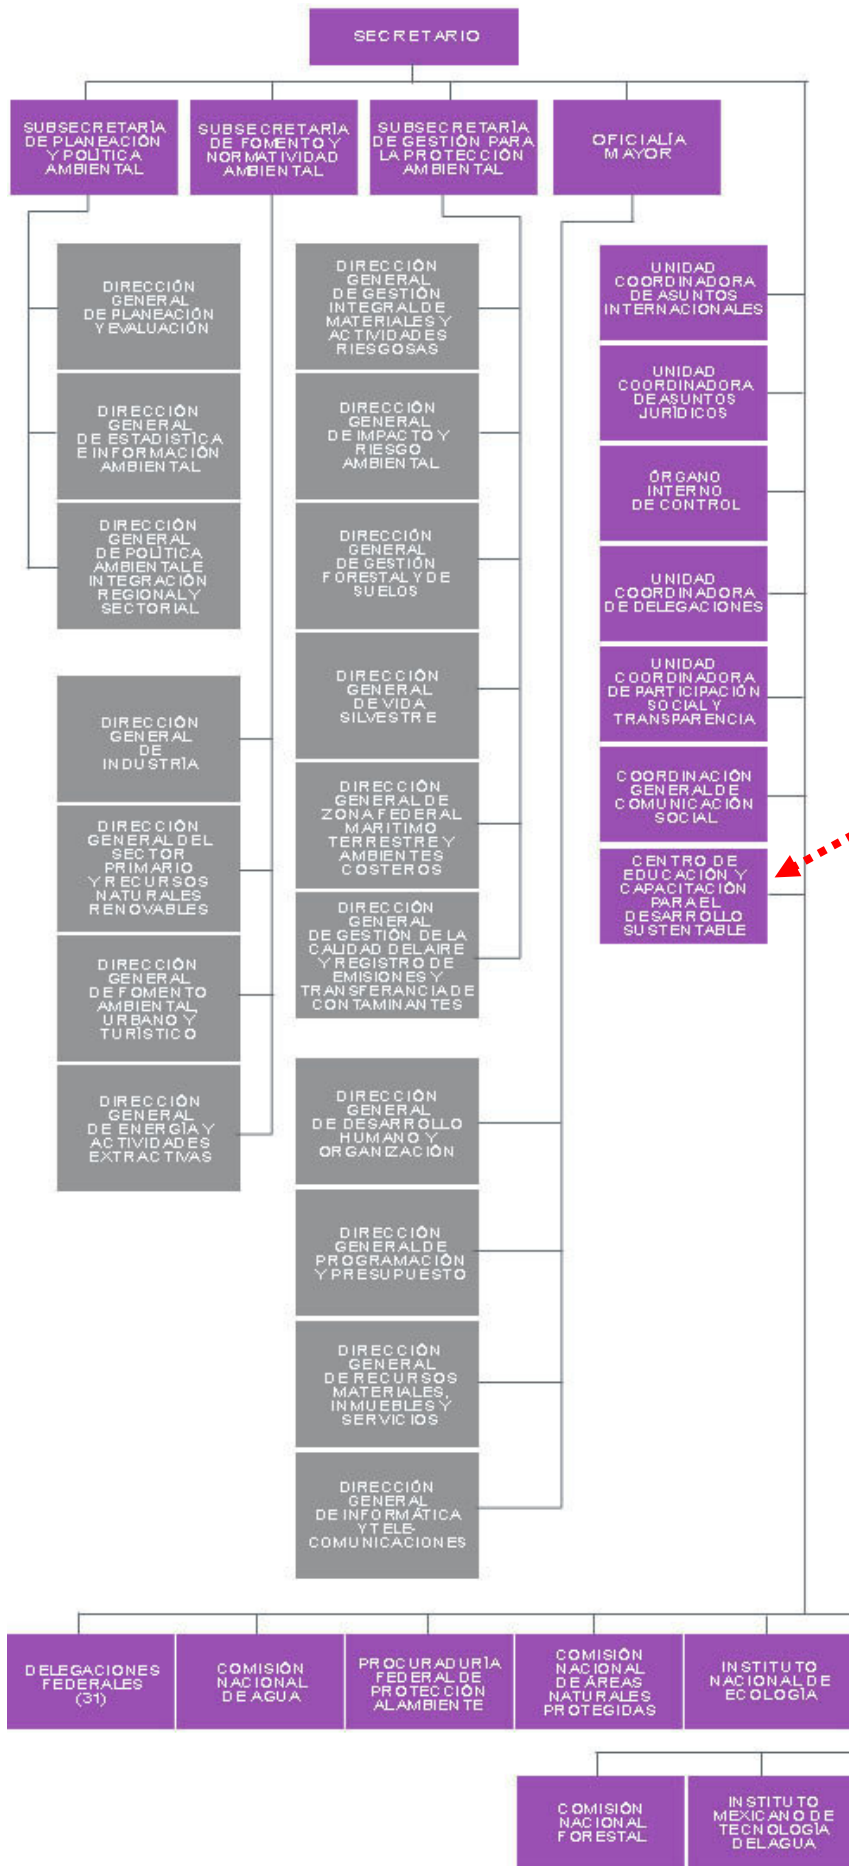 SECRETARIO
SUBSECRETARÍA
DE PLANEACIÓN
Y POLÍTICA
AMBIENTAL
SUBSECRETARÍA
DE FOMENTO Y
NORMATIVIDAD
AMBIENTAL
SUBSECRETARÍA
DE GESTIÓN PARA
LA PROTECCIÓN
AMBIENTAL
OFICIALÍA
MAYOR
DIRECCIÓN
GENERAL
DE PLANEACIÓN
Y EVALUACIÓN
DIRECCIÓN
GENERAL
DE ESTADISTÍCA
E INFORMACIÓN
AMBIENTAL
DIRECCIÓN
GENERAL
DE POLÍTICA
AMBIENTAL E
INTEGRACIÓN
REGIONAL Y
SECTORIAL
DIRECCIÓN
GENERAL
DE
INDUSTRÍA
DIRECCIÓN
GENERAL DEL
SECTOR
PRIMARIO
Y RECURSOS
NATURALES
RENOVABLES
DIRECCIÓN
GENERAL
DE FOMENTO
AMBIENTAL,
URBANO Y
TURÍSTICO
DIRECCIÓN
GENERAL
DE ENERGÍA Y
ACTIVIDADES
EXTRACTIVAS
DIRECCIÓN
GENERAL
DE GESTIÓN
INTEGRAL DE
MATERIALES Y
ACTIVIDADES
RIESGOSAS
DIRECCIÓN
GENERAL
DE IMPACTO Y
RIESGO
AMBIENTAL
DIRECCIÓN
GENERAL
DE GESTIÓN
FORESTAL Y DE
SUELOS
DIRECCIÓN
GENERAL
DE VIDA
SILVESTRE
DIRECCIÓN
GENERAL DE
ZONA FEDERAL
MARÍTIMO
TERRESTRE Y
AMBIENTES
COSTEROS
DIRECCIÓN
GENERAL
DE GESTIÓN DE LA
CALIDAD DEL AIRE
Y REGISTRO DE
EMISIONES Y
TRANSFERANCIA DE
CONTAMINANTES
DIRECCIÓN
GENERAL
DE DESARROLLO
HUMANO Y
ORGANIZACIÓN
DIRECCIÓN
GENERAL DE
PROGRAMACIÓN
Y PRESUPUESTO
DIRECCIÓN
GENERAL
DE RECURSOS
MATERIALES,
INMUEBLES Y
SERVICIOS
DIRECCIÓN
GENERAL
DE INFORMÁTICA
Y TELE-
COMUNICACIONES
UNIDAD
COORDINADORA
DE ASUNTOS
INTERNACIONALES
UNIDAD
COORDINADORA
DE ASUNTOS
JURÍDICOS
ÓRGANO
INTERNO
DE CONTROL
UNIDAD
COORDINADORA
DE DELEGACIONES
UNIDAD
COORDINADORA
DE PARTICIPACIÓN
SOCIAL Y
TRANSPARENCIA
COORDINACIÓN
GENERAL DE
COMUNICACIÓN
SOCIAL
CENTRO DE
EDUCACIÓN Y
CAPACITACIÓN
PARA EL
DESARROLLO
SUSTENTABLE
DELEGACIONES
FEDERALES
(31)
COMISIÓN
NACIONAL
DE AGUA
PROCURADURÍA
FEDERAL DE
PROTECCIÓN
AL AMBIENTE
COMISIÓN
NACIONAL
DE ÁREAS
NATURALES
PROTEGIDAS
INSTITUTO
NACIONAL DE
ECOLOGÍA
COMISIÓN
NACIONAL
FORESTAL
INSTITUTO
MEXICANO DE
TECNOLOGÍA
DEL AGUA